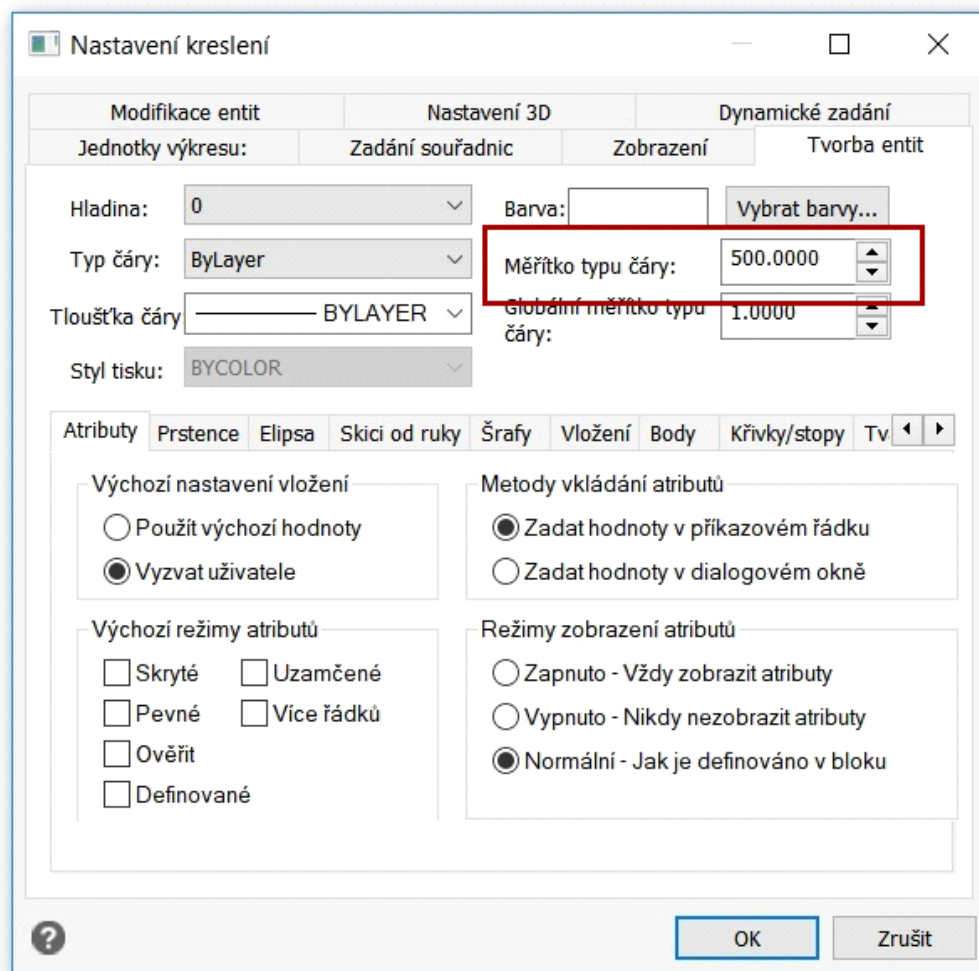 Nastavení kreslení
Modifikace entit Nastavení 3D Dynamické zadání
Jednotky výkresu: Zadání souřadnic Zobrazení Tvorba entit
Hladina: 0 Barva: Vybrat barvy...
Typ čáry: ByLayer Měřítko typu čáry: 500.0000
Tloušťka čáry BYLAYER Globální měřítko typu čáry: 1.0000
Styl tisku: BYCOLOR
Atributy Prstence Elipsa Skici od ruky Šrafy Vložení Body Křivky/stopy Tv
Výchozí nastavení vložení Metody vkládání atributů
Použít výchozí hodnoty Zadat hodnoty v příkazovém řádku
Vyzvat uživatele Zadat hodnoty v dialogovém okně
Výchozí režimy atributů Režimy zobrazení atributů
Skryté Uzamčené Zapnuto - Vždy zobrazit atributy
Pevné Více řádků Vypnuto - Nikdy nezobrazit atributy
Ověřit Normální - Jak je definováno v bloku
Definované
? OK Zrušit